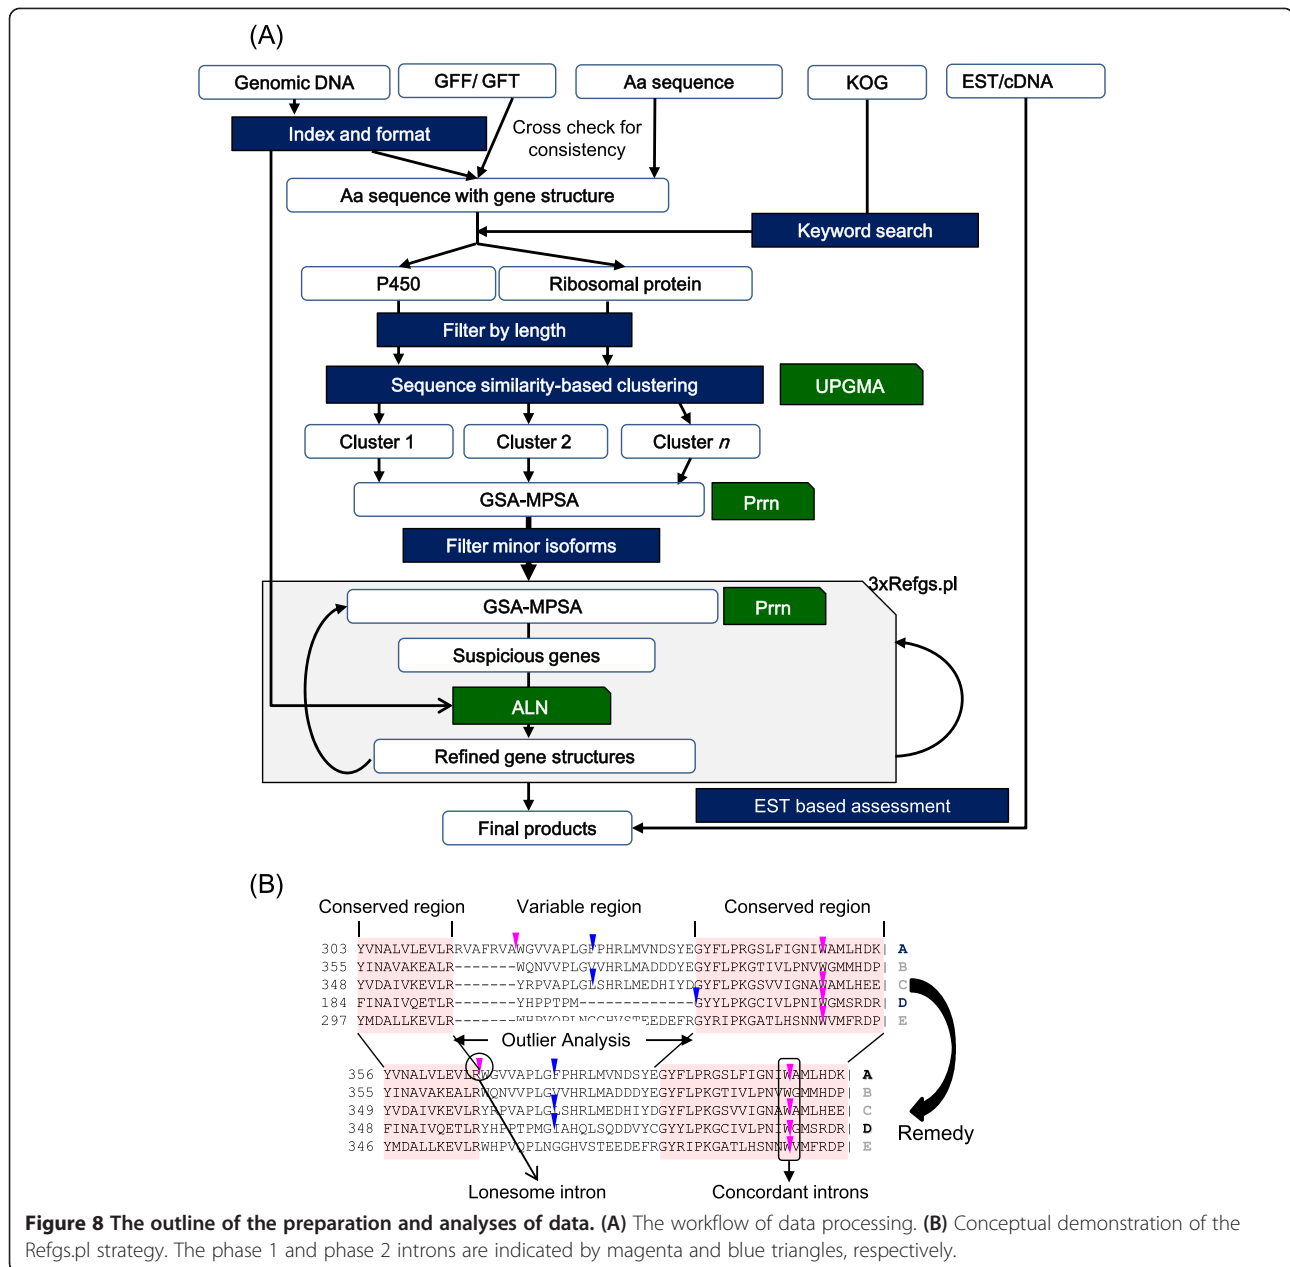 (A)
Genomic DNA
GFF/ GFT
Aa sequence
KOG
EST/cDNA
Index and format
Cross check for
consistency
Aa sequence with gene structure
Keyword search
P450
Ribosomal protein
Filter by length
Sequence similarity-based clustering
UPGMA
Cluster 1
Cluster 2
Cluster n
GSA-MPSA
Prrn
Filter minor isoforms
3xRefgs.pl
GSA-MPSA
Prrn
Suspicious genes
ALN
Refined gene structures
EST based assessment
Final products
(B)
Conserved region
Variable region
Conserved region
303 YVNALVLEVLRRVAFRVAWGVVAPLGFPHRLMVNDSYEGYFLPRGSLFIGNIWAMLHDK| A
355 YINAVAKEALR-------WQNVVPLGVVHRLMADDDYEGYFLPKGTIVLPNVWGMMHDP| B
348 YVDAIVKEVLR-------YRPVAPLGLSHRLMEDHIYDGYFLPKGSVVIGNAWAMLHEE| C
184 FINAIVQETLR-------YHPPTPM-------------GYYLPKGCIVLPNIWGMSRDR| D
297 YMDALLKEVLR-------WHPVQPLNGGHVSTEEDEFRGYRIPKGATLHSNNWVMFRDP| E
Outlier Analysis
356 YVNALVLEVLRWGVVAPLGFPHRLMVNDSYEGYFLPRGSLFIGNIWAMLHDK| A
355 YINAVAKEALRWQNVVPLGVVHRLMADDDYEGYFLPKGTIVLPNVWGMMHDP| B
349 YVDAIVKEVLRYRPVAPLGLSHRLMEDHIYDGYFLPKGSVVIGNAWAMLHEE| C
348 FINAIVQETLRYHPPTPMGIAHQLSQDDVYCGYYLPKGCIVLPNIWGMSRDR| D
346 YMDALLKEVLRWHPVQPLNGGHVSTEEDEFRGYRIPKGATLHSNNWVMFRDP| E
Remedy
Lonesome intron
Concordant introns
Figure 8 The outline of the preparation and analyses of data. (A) The workflow of data processing. (B) Conceptual demonstration of the
Refgs.pl strategy. The phase 1 and phase 2 introns are indicated by magenta and blue triangles, respectively.